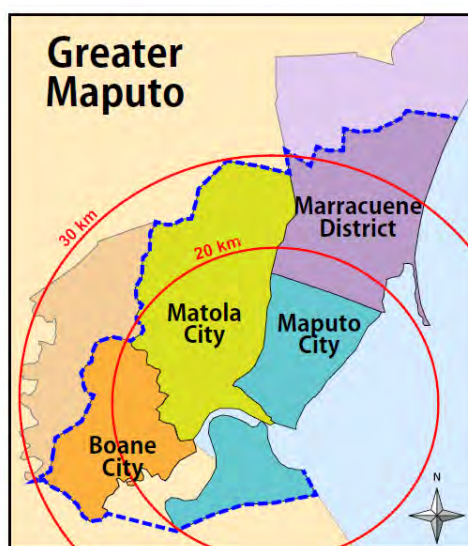 Greater
Maputo
30 km
20 km
Marracuene
District
Matola
City
Maputo
City
Boane
City
N